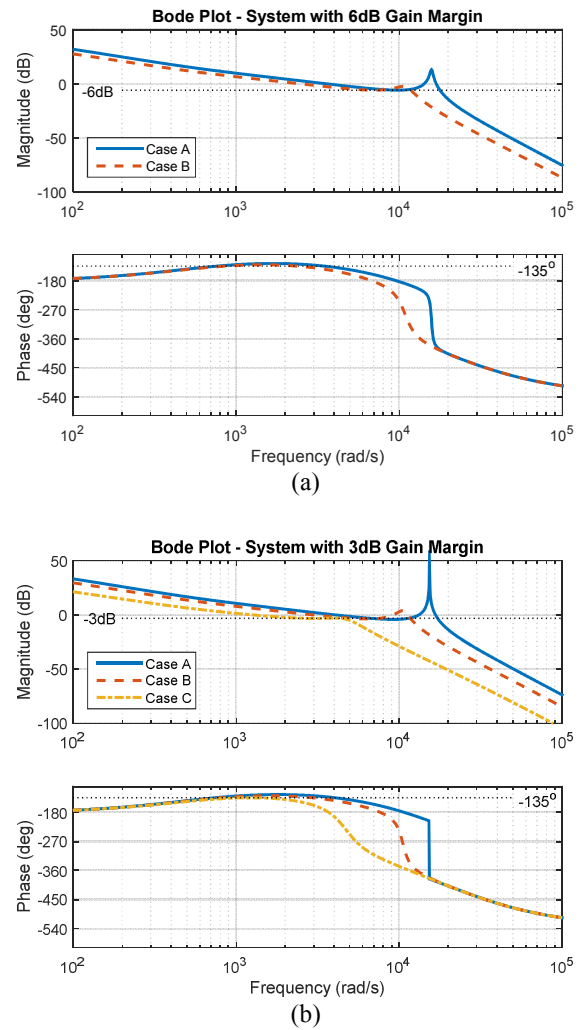 Bode Plot - System with 6dB Gain Margin
Magnitude (dB)
50
0
-50
-100
-6dB
Case A
Case B
10^2
10^3
10^4
10^5
Phase (deg)
-180
-270
-360
-450
-540
-135°
10^2
10^3
10^4
10^5
Frequency (rad/s)
(a)
Bode Plot - System with 3dB Gain Margin
Magnitude (dB)
50
0
-50
-100
-3dB
Case A
Case B
Case C
10^2
10^3
10^4
10^5
Phase (deg)
-180
-270
-360
-450
-540
-135°
10^2
10^3
10^4
10^5
Frequency (rad/s)
(b)